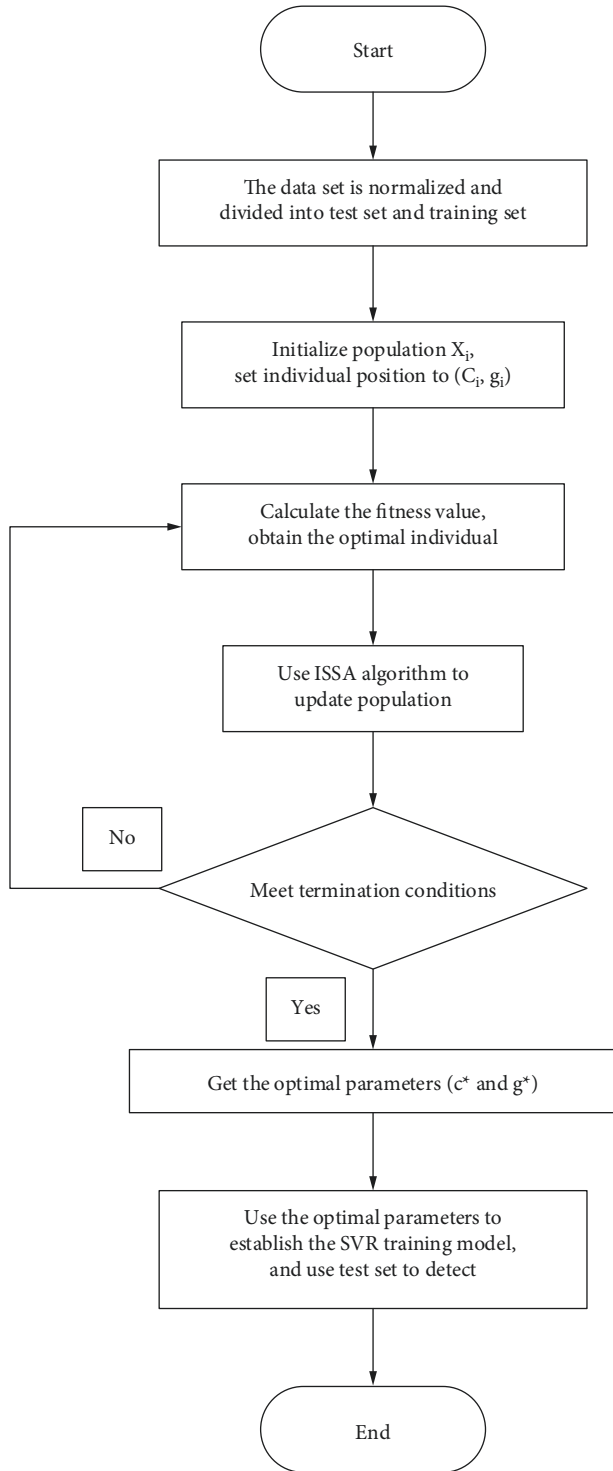 Start
The data set is normalized and
divided into test set and training set
Initialize population Xᵢ,
set individual position to (Cᵢ, gᵢ)
Calculate the fitness value,
obtain the optimal individual
Use ISSA algorithm to
update population
No
Meet termination conditions
Yes
Get the optimal parameters (c* and g*)
Use the optimal parameters to
establish the SVR training model,
and use test set to detect
End